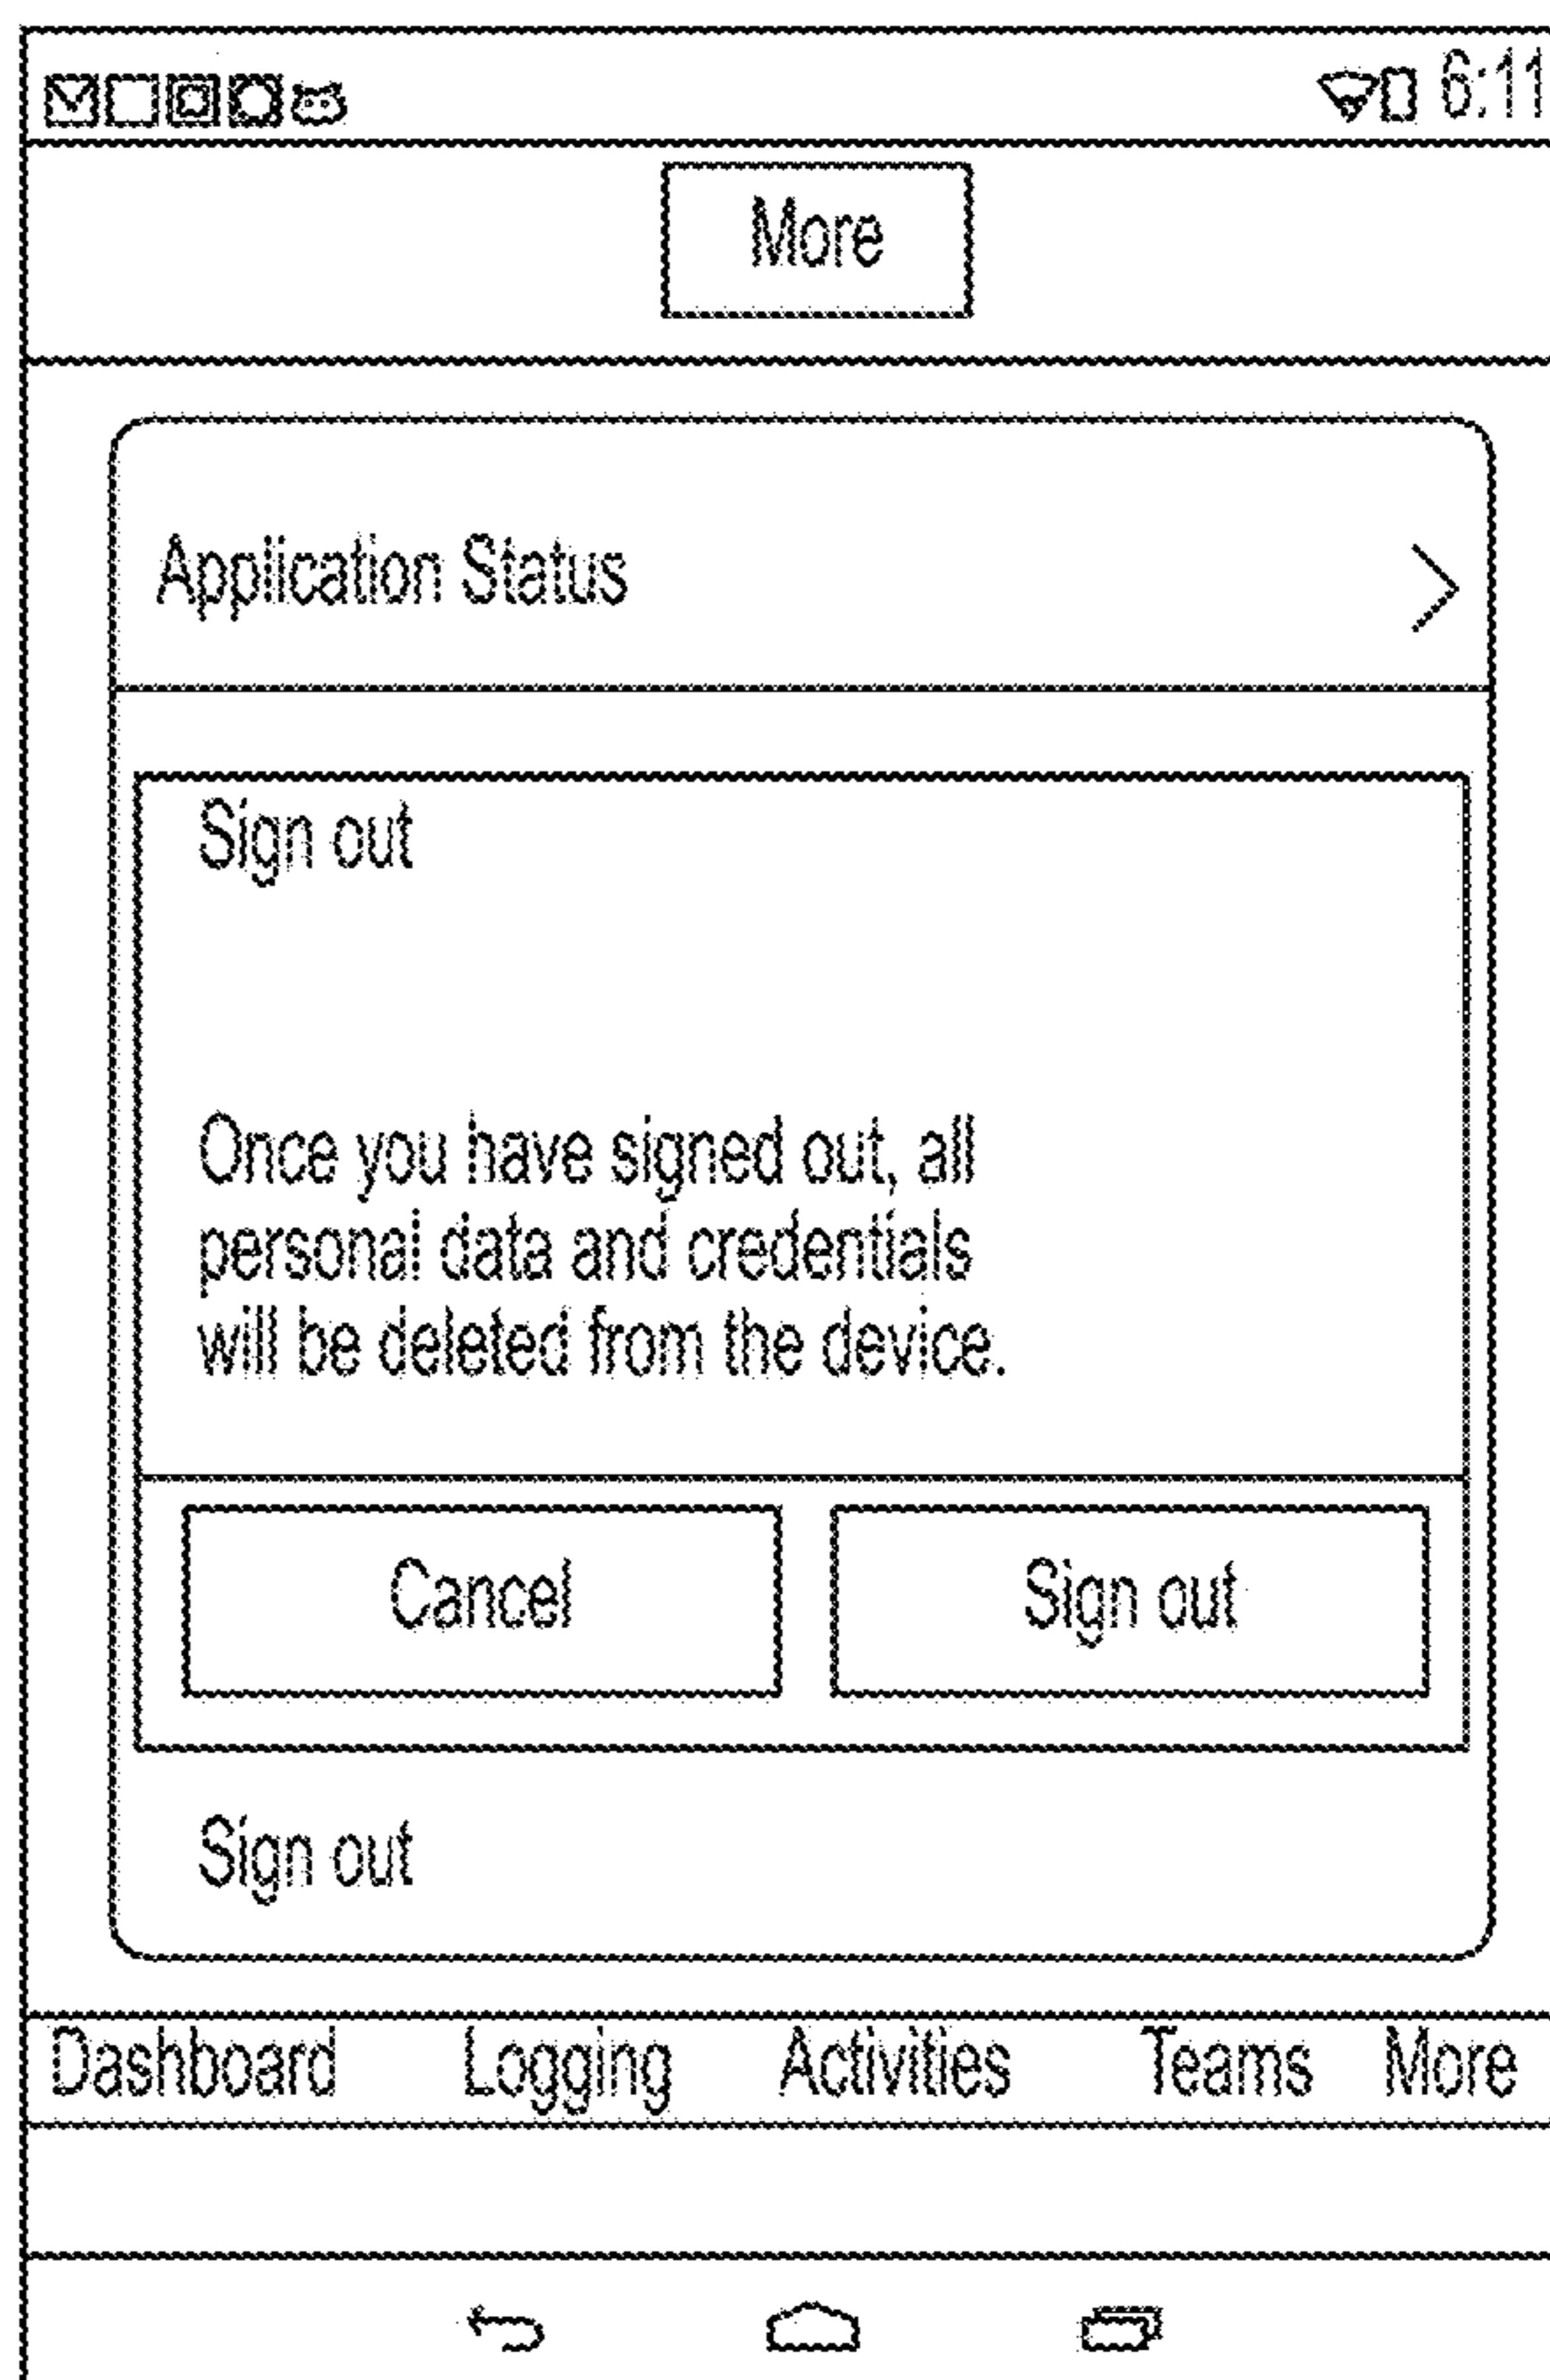 6:11
More
Application Status
Sign out
Once you have signed out, all
personal data and credentials
will be deleted from the device.
Cancel Sign out
Sign out
Dashboard Logging Activities Teams More